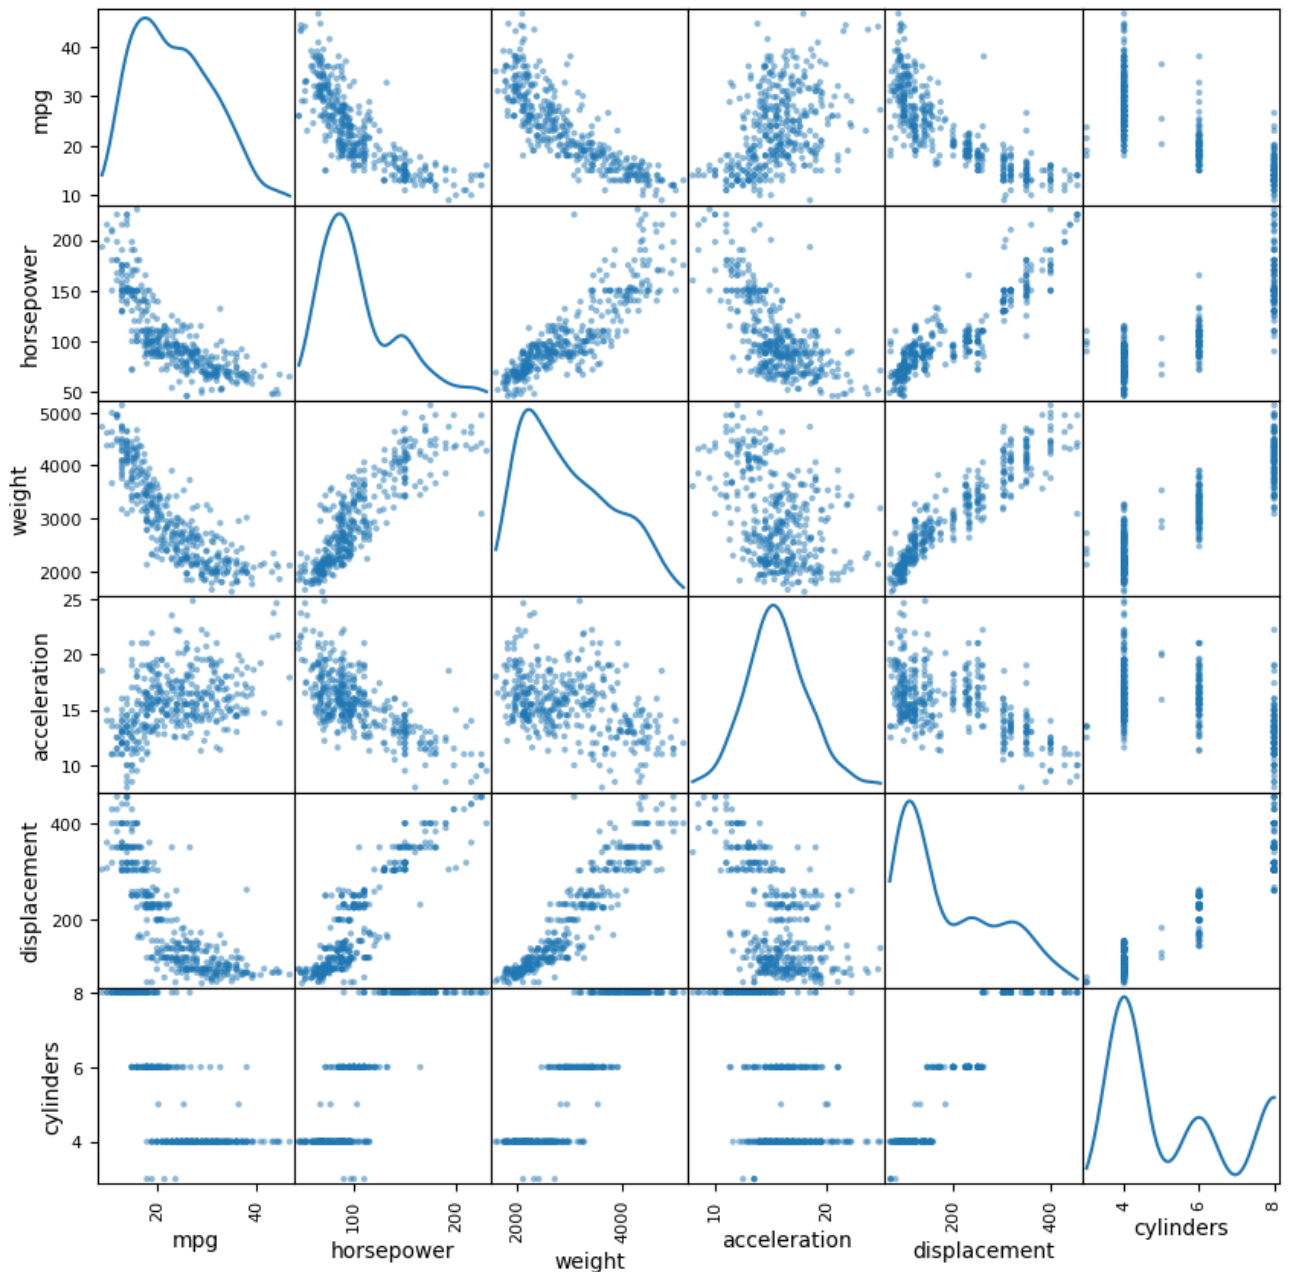 mpg
40
30
20
10
horsepower
200
150
100
50
weight
5000
4000
3000
2000
acceleration
25
20
15
10
displacement
400
200
cylinders
8
6
4
20 40 100 200 2000 4000 10 20 200 400 4 6 8
mpg horsepower weight acceleration displacement cylinders